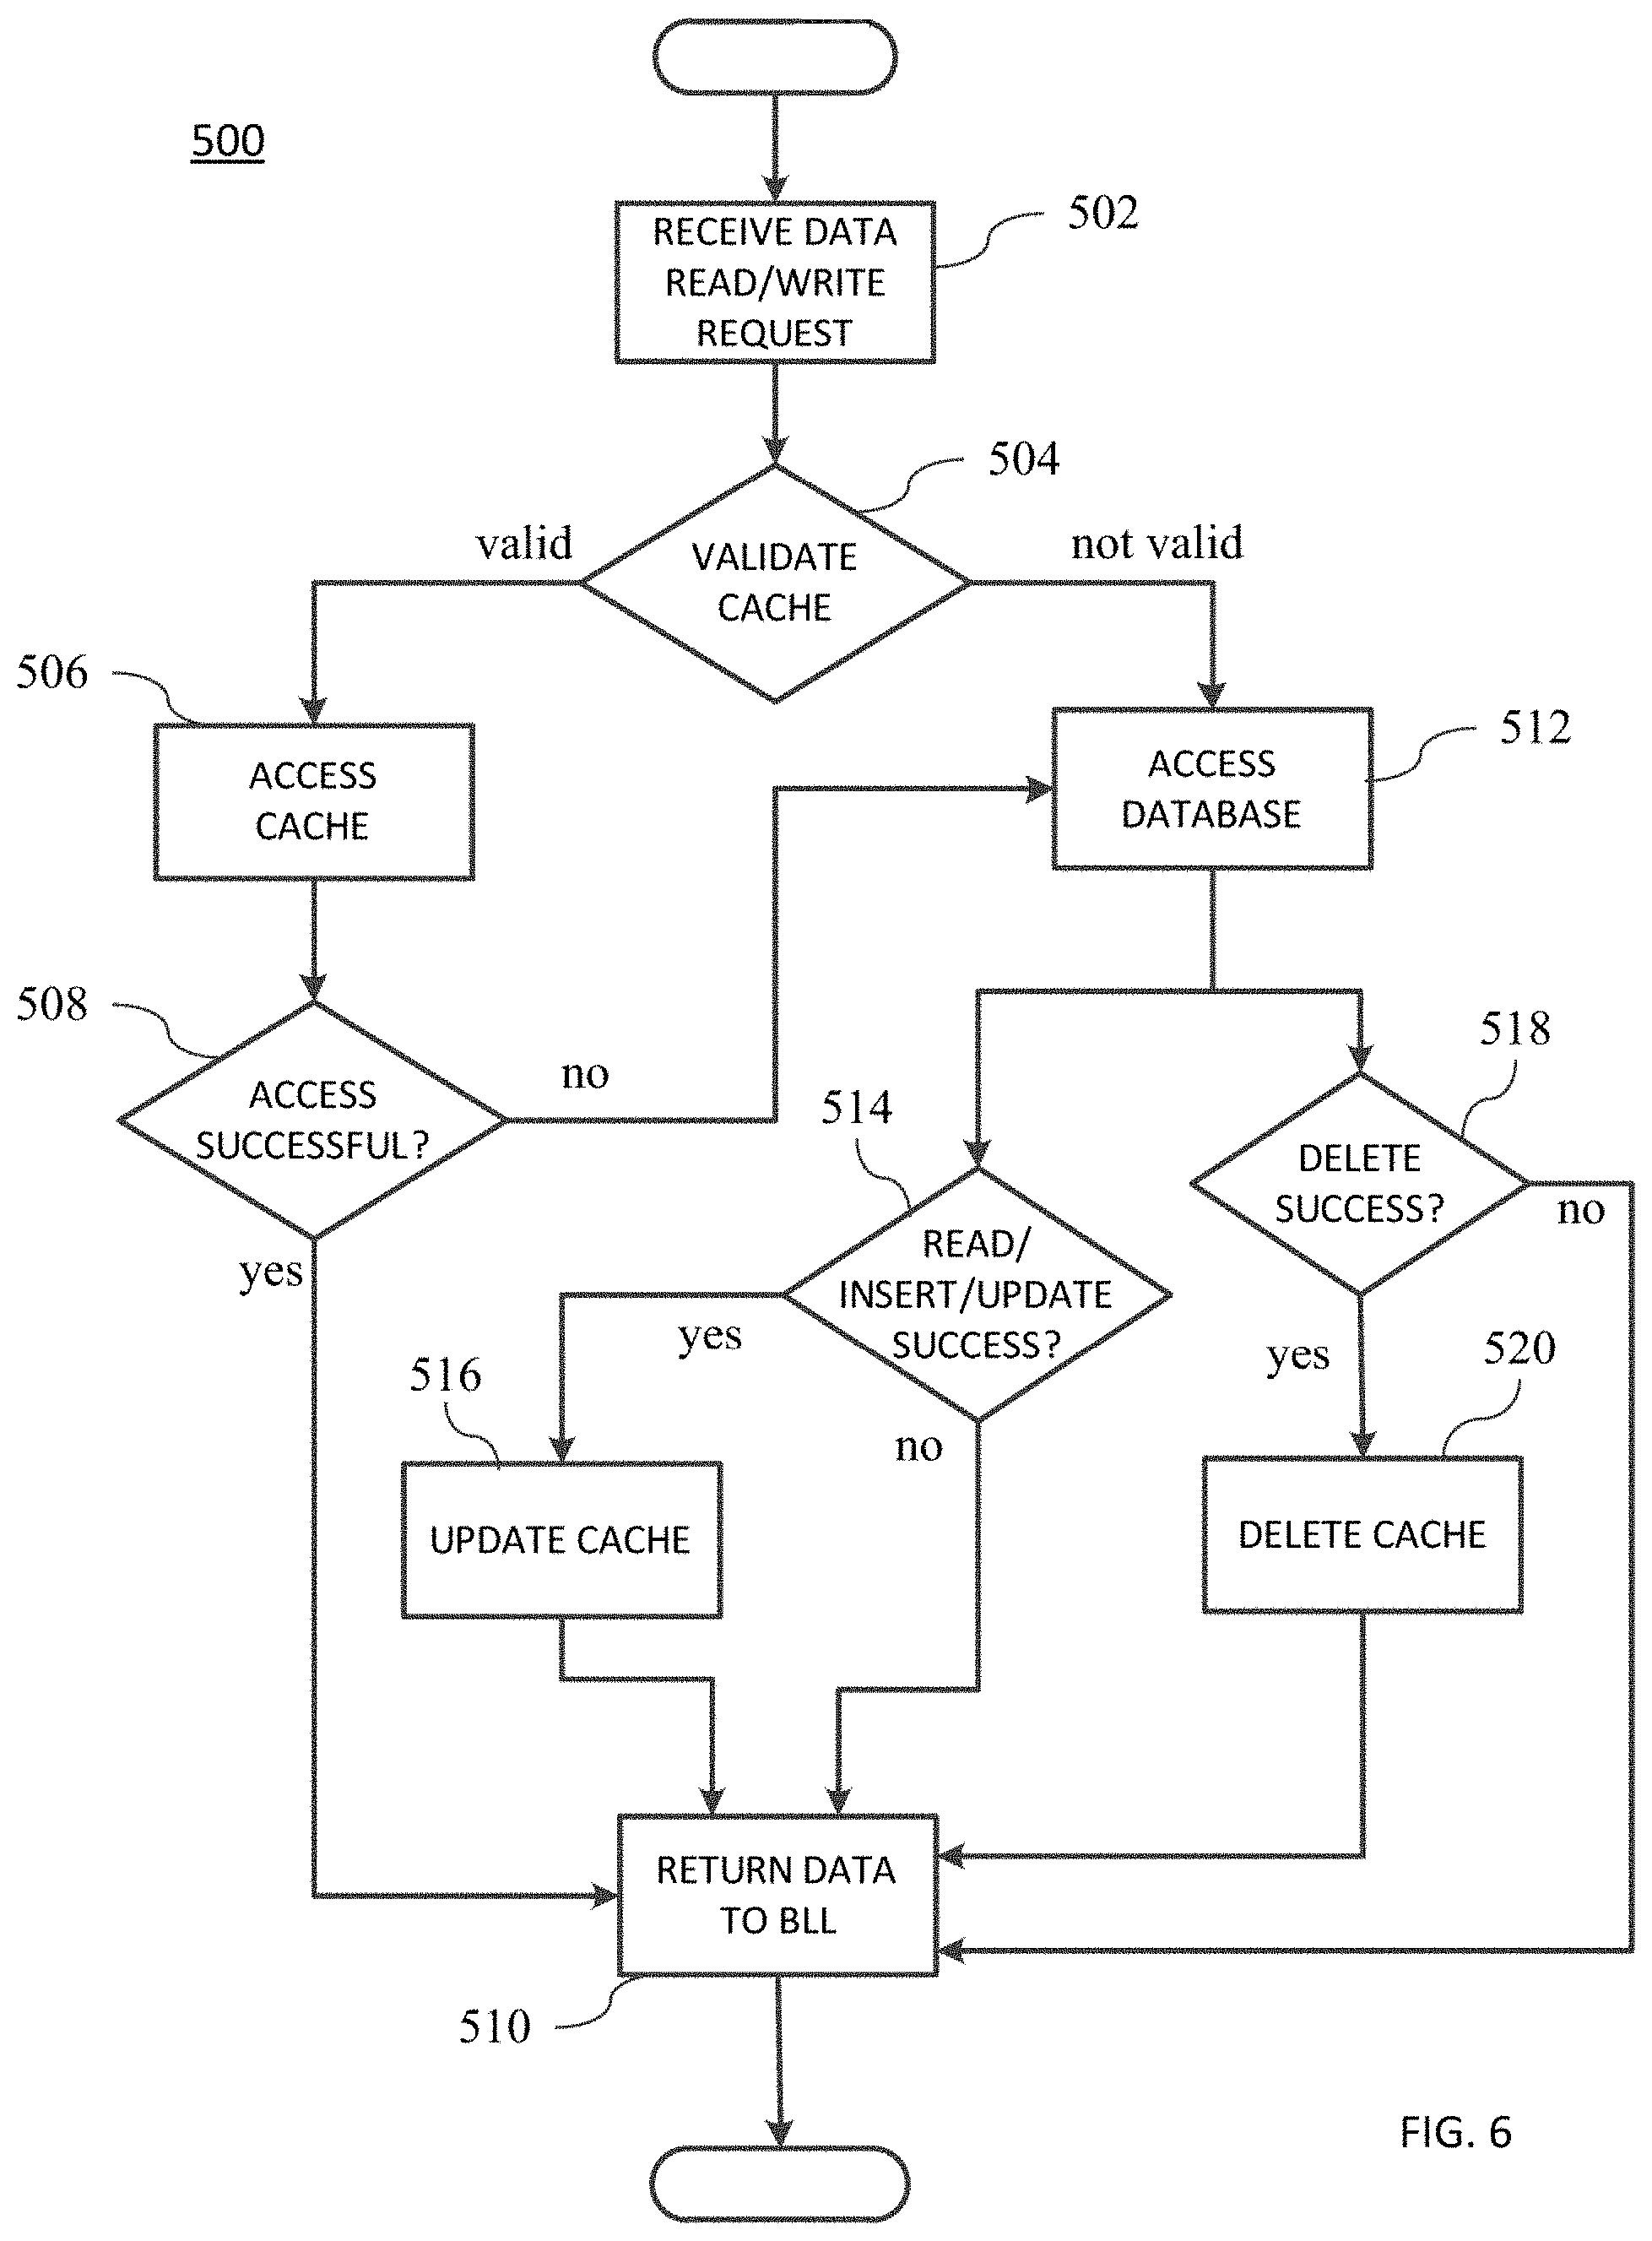 500
RECEIVE DATA
READ/WRITE
REQUEST
502
504
valid
VALIDATE
CACHE
not valid
506
ACCESS
CACHE
512
ACCESS
DATABASE
508
ACCESS
SUCCESSFUL?
no
yes
514
READ/
INSERT/UPDATE
SUCCESS?
yes
no
518
DELETE
SUCCESS?
no
yes
516
UPDATE CACHE
520
DELETE CACHE
RETURN DATA
TO BLL
510
FIG. 6